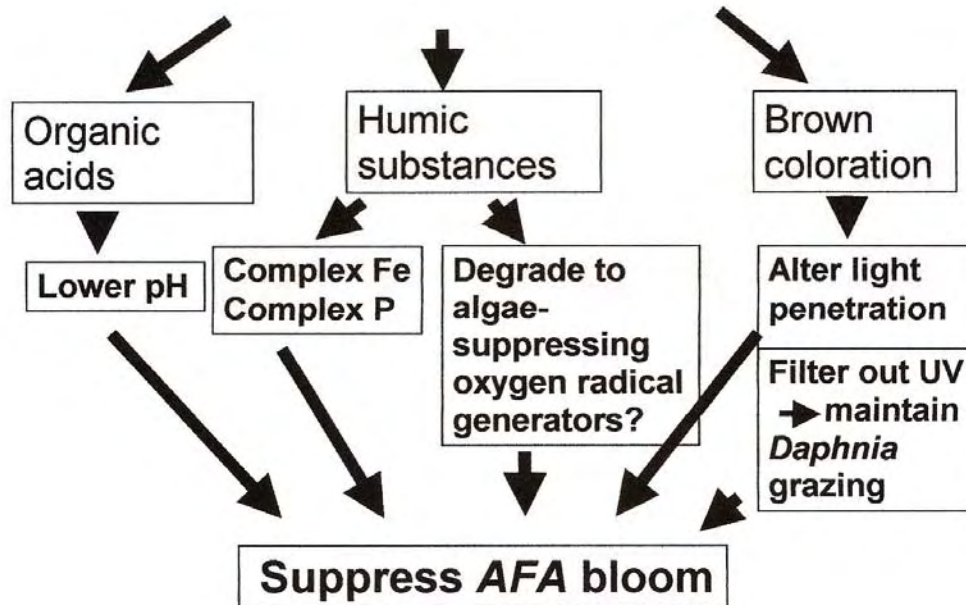 Organic
acids
Humic
substances
Brown
coloration
Lower pH
Complex Fe
Complex P
Degrade to
algae-
suppressing
oxygen radical
generators?
Alter light
penetration
Filter out UV
maintain
Daphnia
grazing
Suppress AFA bloom